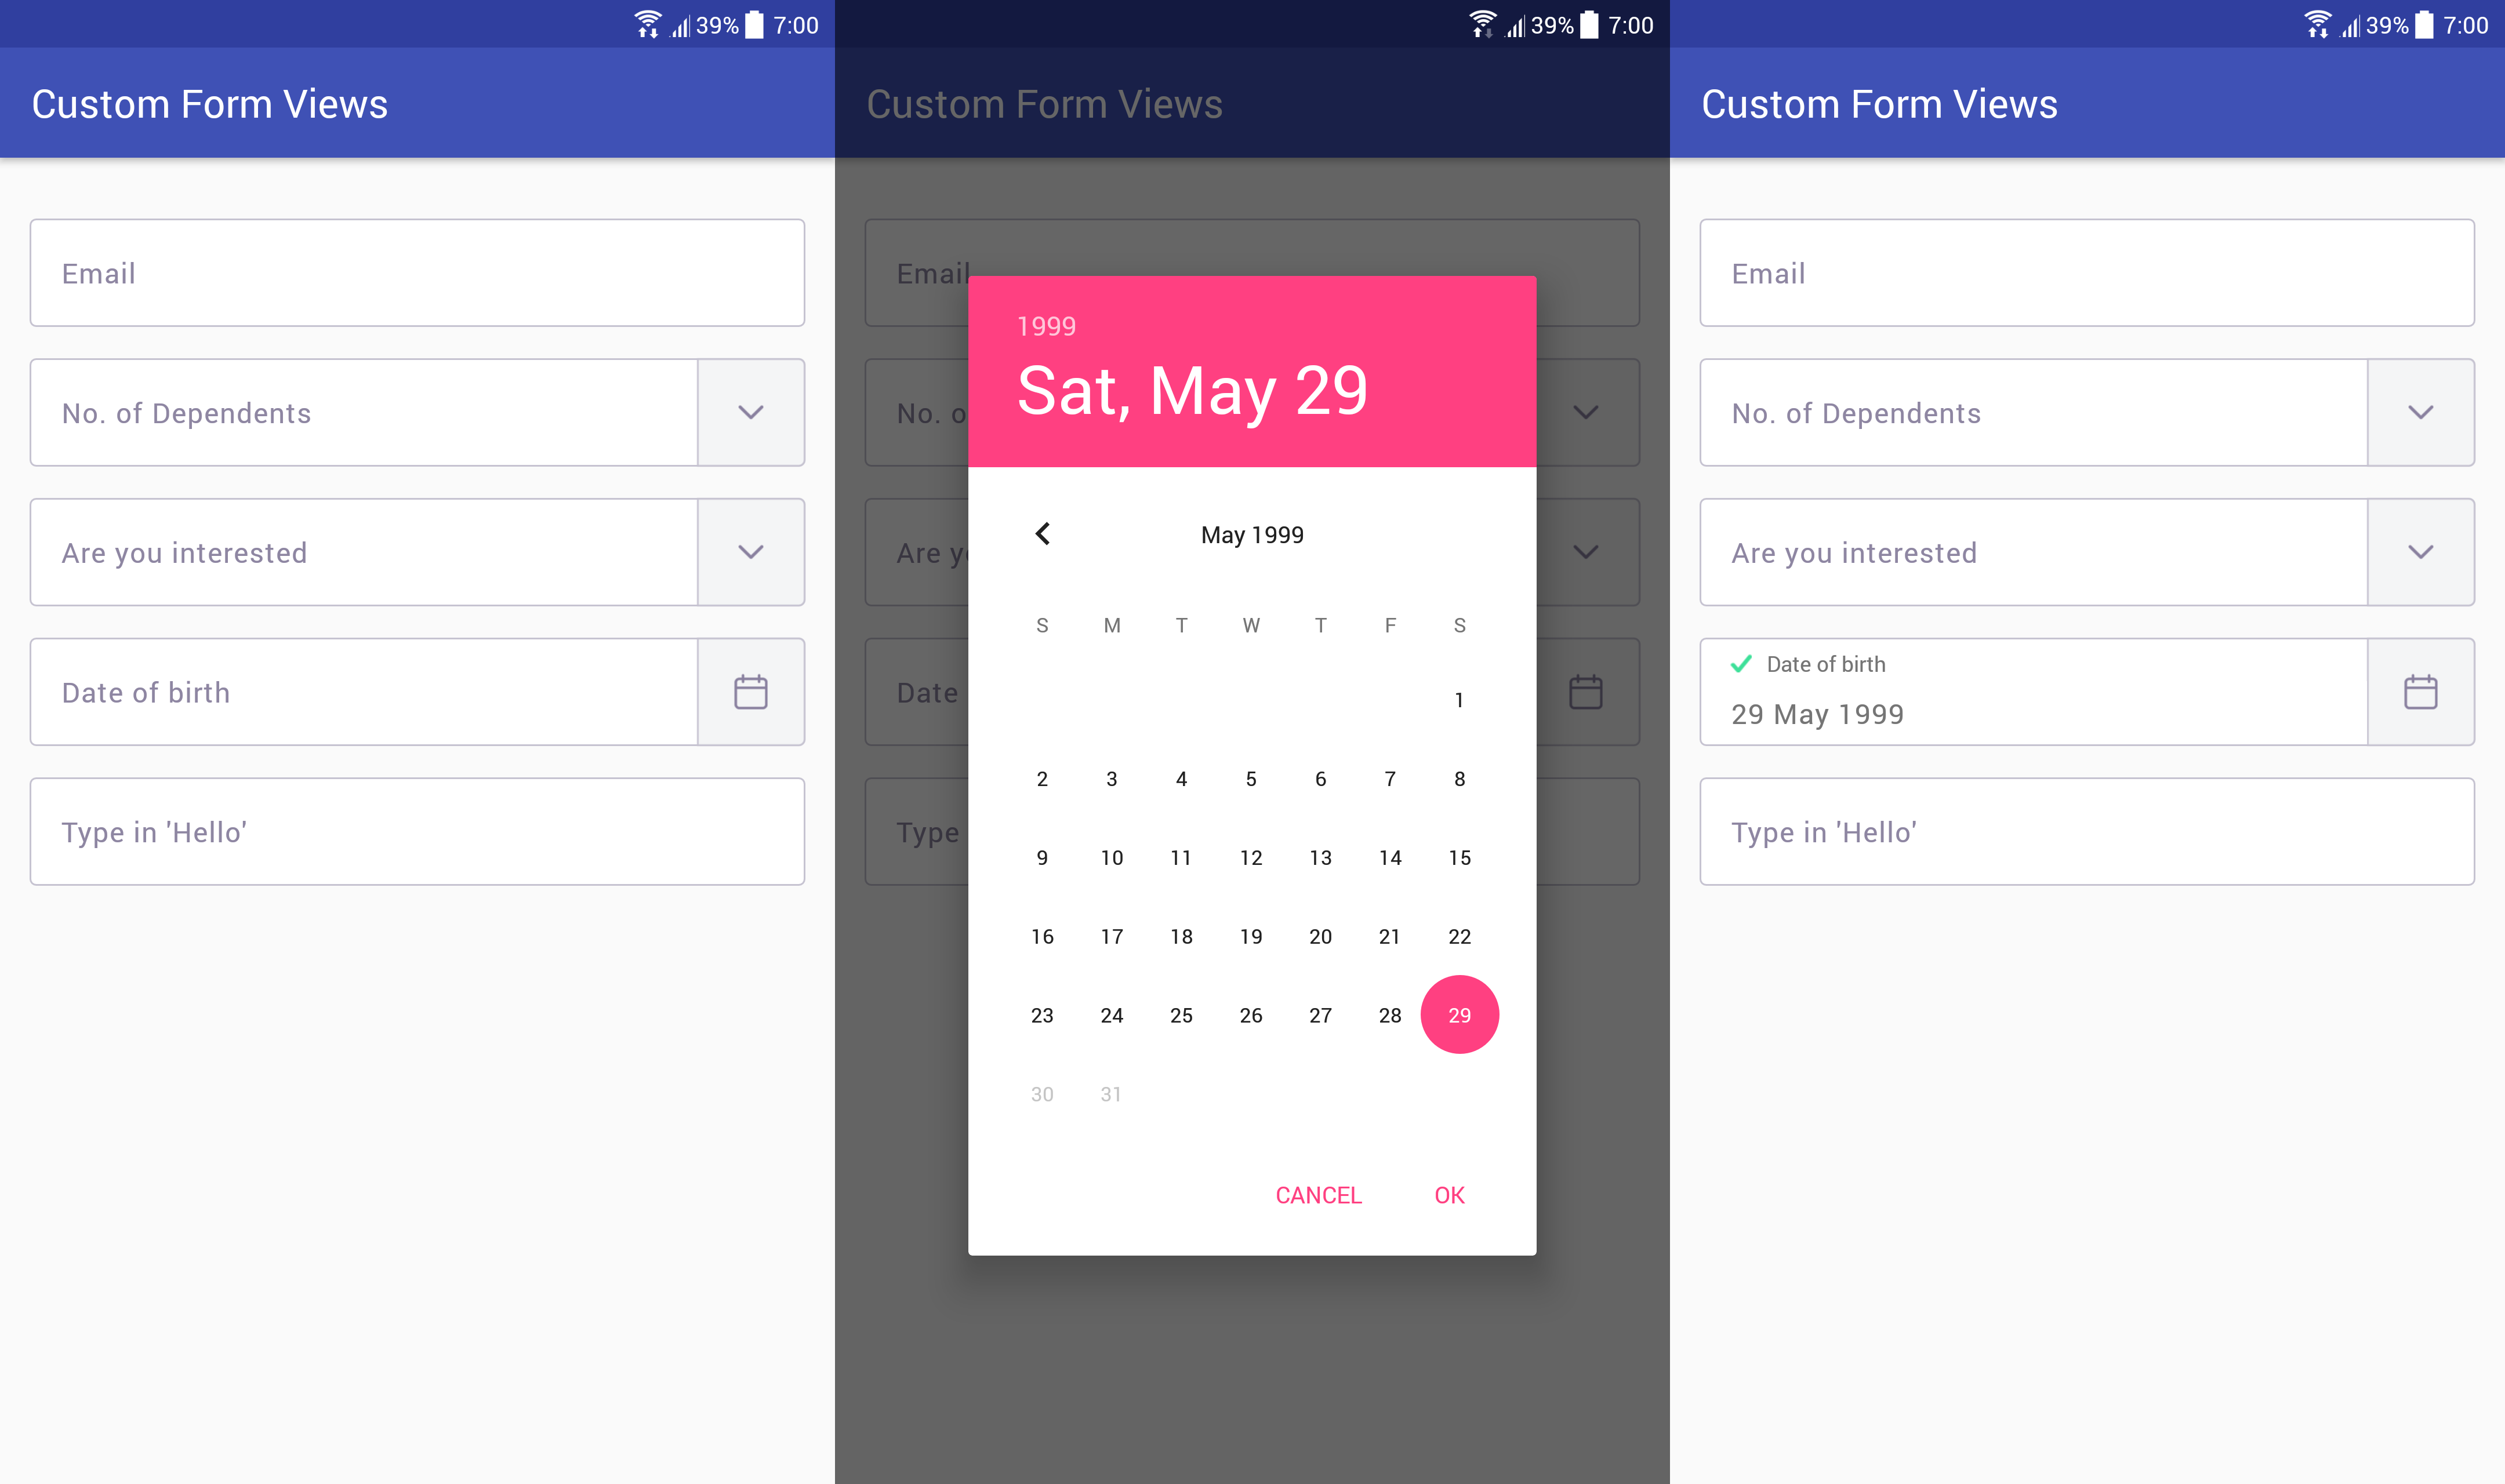 39% 7:00
Custom Form Views
Email
No. of Dependents
Are you interested
Date of birth
Type in 'Hello'
39% 7:00
Custom Form Views
Email
No. o
Are y
Date
Type
1999
Sat, May 29
May 1999
S M T W T F S
1
2 3 4 5 6 7 8
9 10 11 12 13 14 15
16 17 18 19 20 21 22
23 24 25 26 27 28 29
30 31
CANCEL OK
39% 7:00
Custom Form Views
Email
No. of Dependents
Are you interested
Date of birth
29 May 1999
Type in 'Hello'